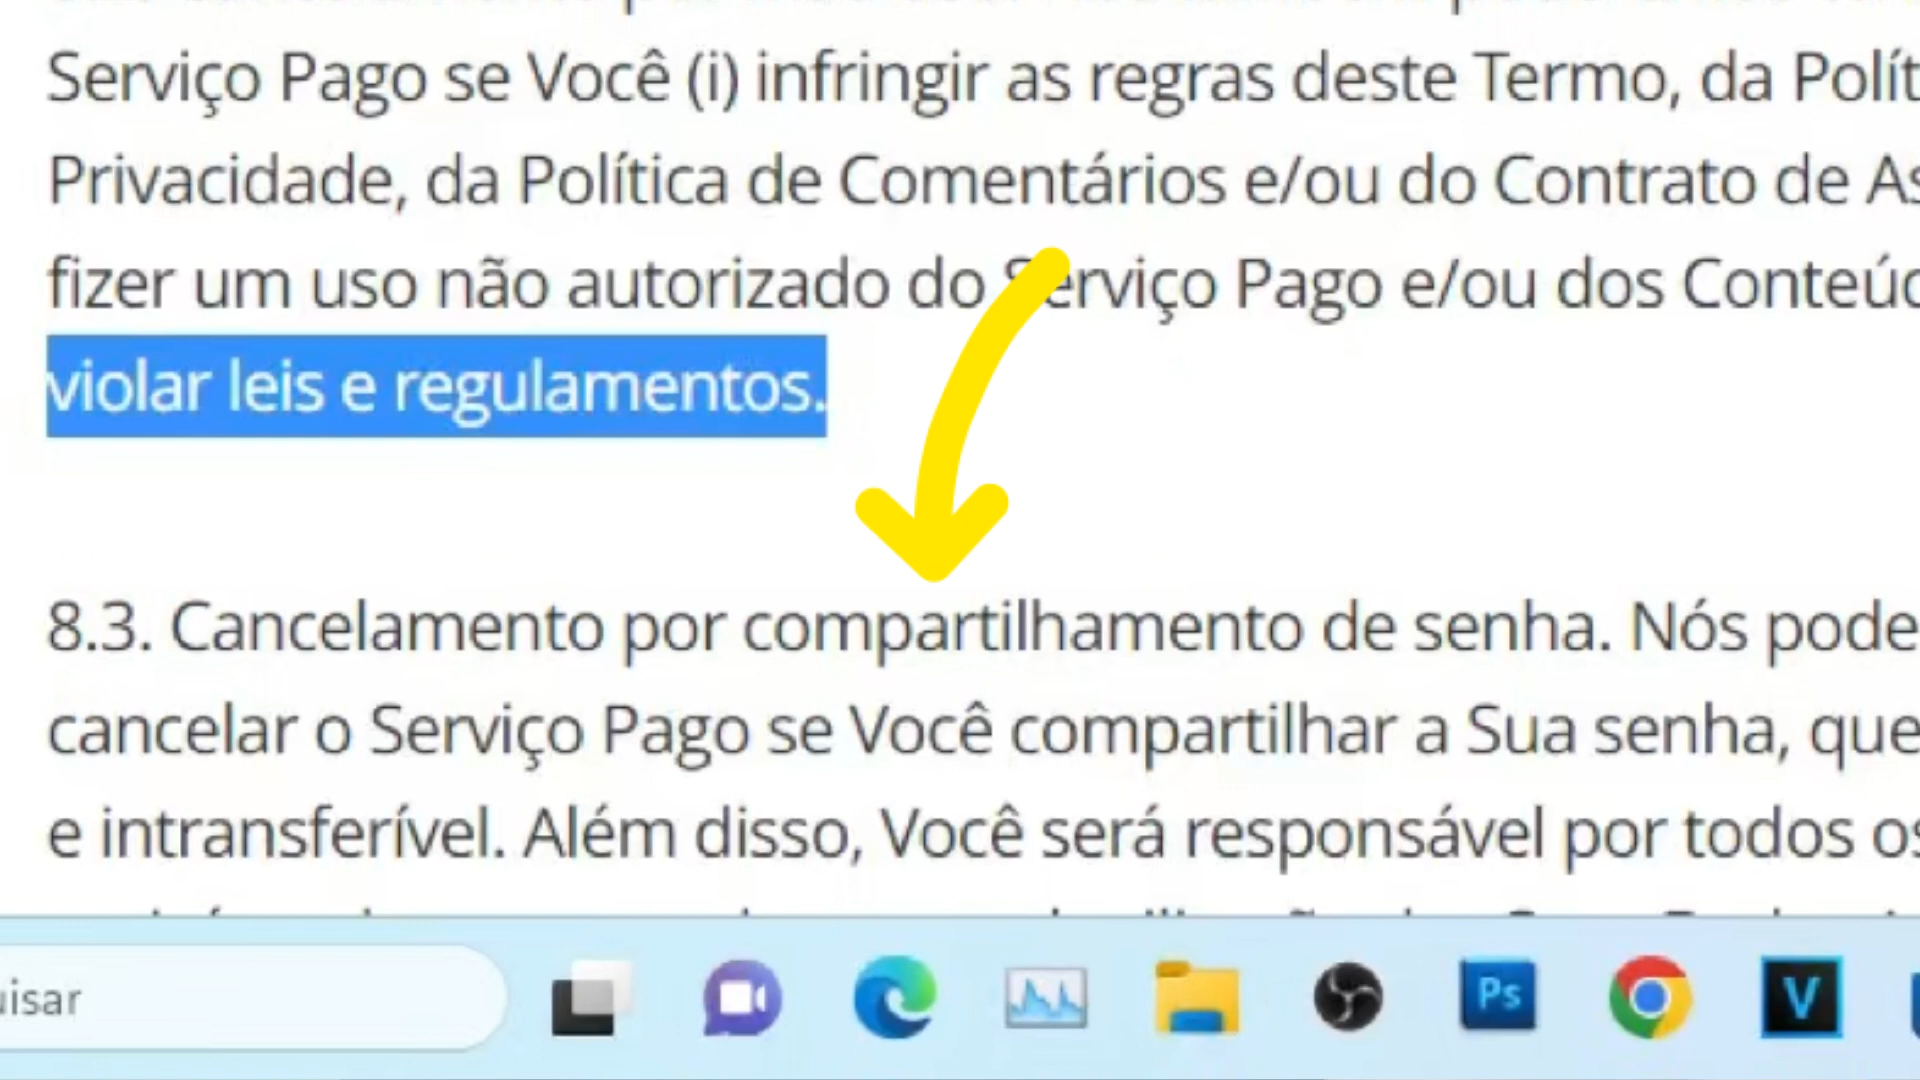 Serviço Pago se Você (i) infringir as regras deste Termo, da Polít
Privacidade, da Política de Comentários e/ou do Contrato de As
fizer um uso não autorizado do Serviço Pago e/ou dos Conteúd
violar leis e regulamentos.
8.3. Cancelamento por compartilhamento de senha. Nós pode
cancelar o Serviço Pago se Você compartilhar a Sua senha, que
e intransferível. Além disso, Você será responsável por todos os
uisar
Ps
V